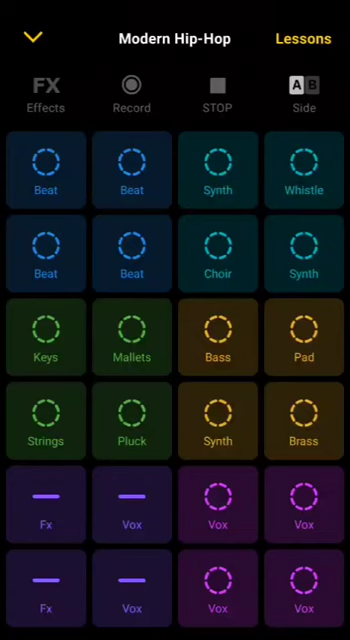 Modern Hip-Hop Lessons
FX A B
Effects Record STOP Side
Beat Beat Synth Whistle
Beat Beat Choir Synth
Keys Mallets Bass Pad
Strings Pluck Synth Brass
Fx Vox Vox Vox
Fx Vox Vox Vox